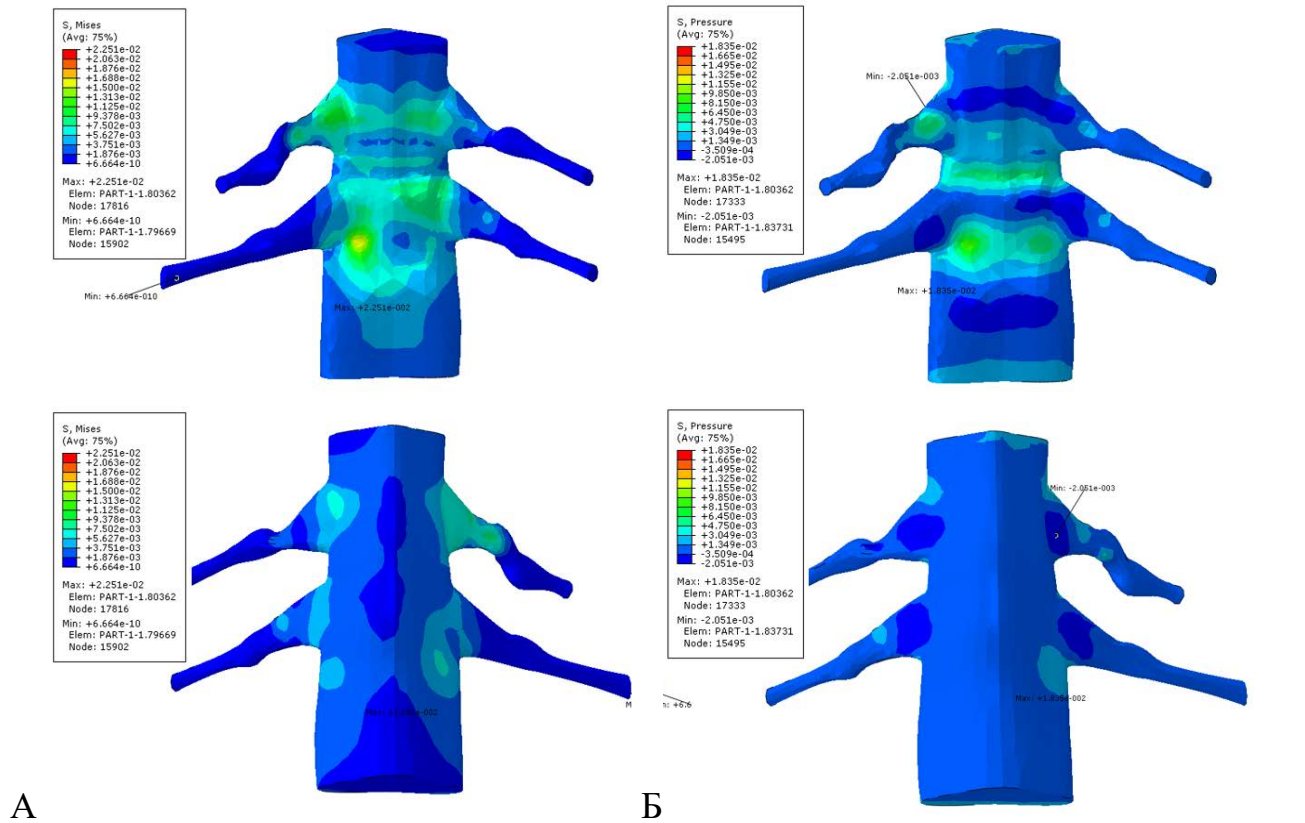 S, Mises
(Avg: 75%)
+2.251e-02
+2.063e-02
+1.876e-02
+1.688e-02
+1.500e-02
+1.313e-02
+1.125e-02
+9.378e-03
+7.502e-03
+5.627e-03
+3.751e-03
+1.876e-03
+6.664e-10
Max: +2.251e-02
Elem: PART-1-1.80362
Node: 17816
Min: +6.664e-10
Elem: PART-1-1.79669
Node: 15902
Min: +6.664e-010
Max: +2.251e-002
S, Pressure
(Avg: 75%)
+1.835e-02
+1.665e-02
+1.495e-02
+1.325e-02
+1.155e-02
+9.850e-03
+8.150e-03
+6.450e-03
+4.750e-03
+3.049e-03
+1.349e-03
-3.509e-04
-2.051e-03
Max: +1.835e-02
Elem: PART-1-1.80362
Node: 17333
Min: -2.051e-03
Elem: PART-1-1.83731
Node: 15495
Min: -2.051e-003
Max: +1.835e-002
S, Mises
(Avg: 75%)
+2.251e-02
+2.063e-02
+1.876e-02
+1.688e-02
+1.500e-02
+1.313e-02
+1.125e-02
+9.378e-03
+7.502e-03
+5.627e-03
+3.751e-03
+1.876e-03
+6.664e-10
Max: +2.251e-02
Elem: PART-1-1.80362
Node: 17816
Min: +6.664e-10
Elem: PART-1-1.79669
Node: 15902
M
S, Pressure
(Avg: 75%)
+1.835e-02
+1.665e-02
+1.495e-02
+1.325e-02
+1.155e-02
+9.850e-03
+8.150e-03
+6.450e-03
+4.750e-03
+3.049e-03
+1.349e-03
-3.509e-04
-2.051e-03
Max: +1.835e-02
Elem: PART-1-1.80362
Node: 17333
Min: -2.051e-03
Elem: PART-1-1.83731
Node: 15495
Min: -2.051e-003
Max: +1.835e-002
А
Б